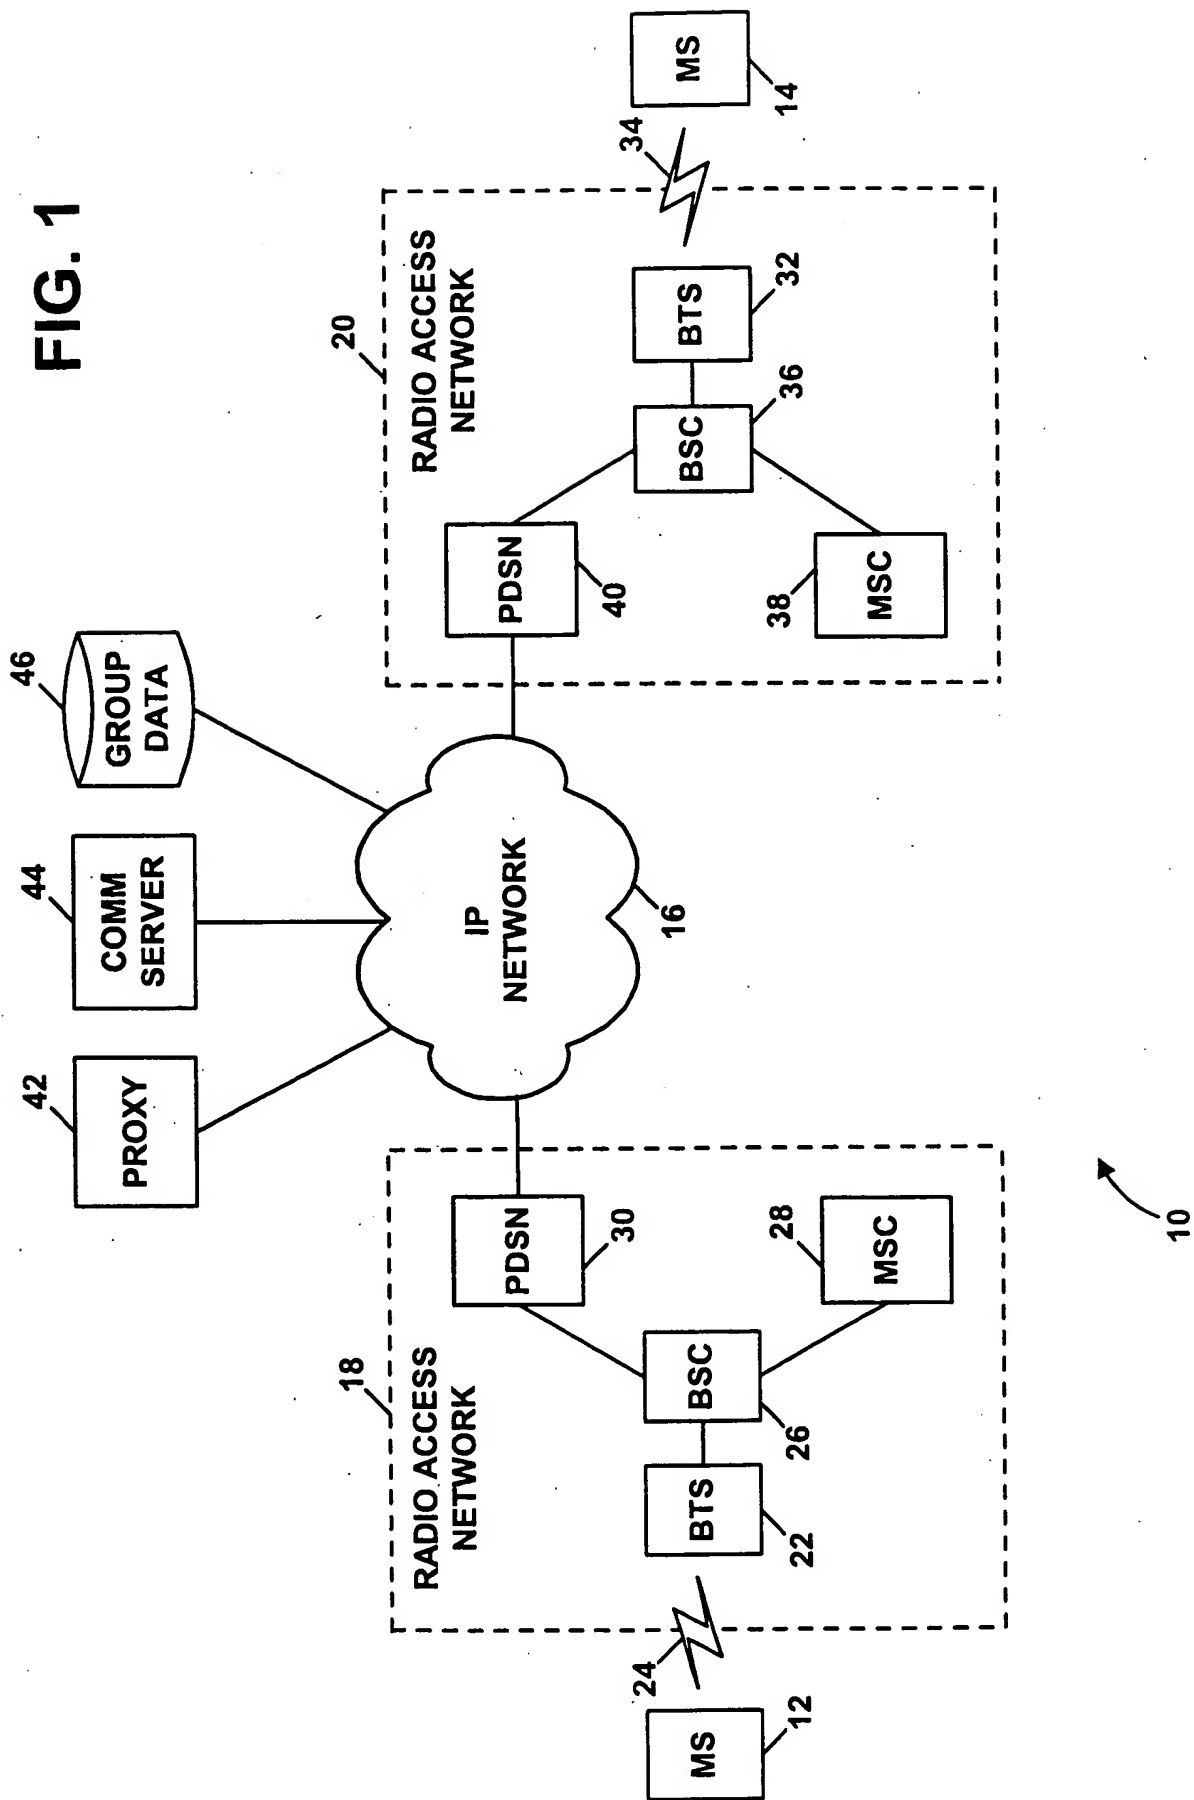 FIG. 1
42
PROXY
44
COMM
SERVER
46
GROUP
DATA
18
RADIO ACCESS
NETWORK
PDSN
30
IP
NETWORK
16
20
RADIO ACCESS
NETWORK
PDSN
40
MS
12
24
BTS
22
BSC
26
28
MSC
BSC
36
BTS
32
34
MS
14
38
MSC
10